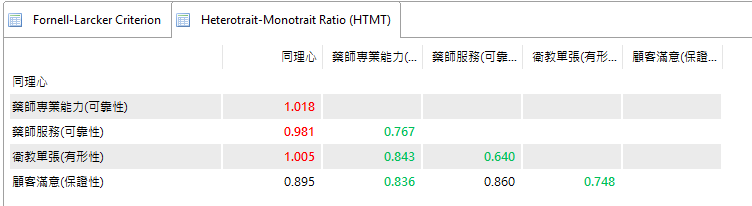 Fornell-Larcker Criterion Heterotrait-Monotrait Ratio (HTMT)
同理心 藥師專業能力(... 藥師服務(可靠... 衛教單張(有形... 顧客滿意(保證...
同理心
藥師專業能力(可靠性) 1.018
藥師服務(可靠性) 0.981 0.767
衛教單張(有形性) 1.005 0.843 0.640
顧客滿意(保證性) 0.895 0.836 0.860 0.748